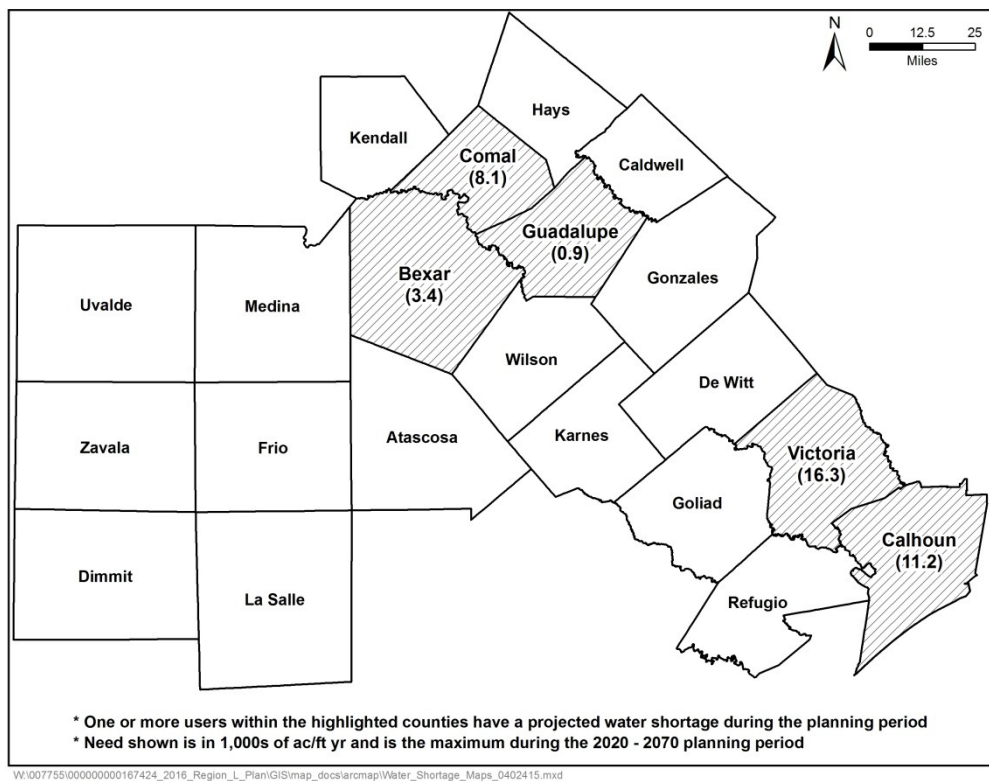 N
0 12.5 25
Miles
Hays
Kendall
Comal
(8.1)
Caldwell
Guadalupe
(0.9)
Bexar
(3.4)
Gonzales
Uvalde
Medina
Wilson
De Witt
Atascosa
Karnes
Zavala
Frio
Victoria
(16.3)
Goliad
Calhoun
(11.2)
Dimmit
La Salle
Refugio
* One or more users within the highlighted counties have a projected water shortage during the planning period
* Need shown is in 1,000s of ac/ft yr and is the maximum during the 2020 - 2070 planning period
W:\007755\000000000167424_2016_Region_L_Plan\GIS\map_docs\arcmap\Water_Shortage_Maps_0402415.mxd